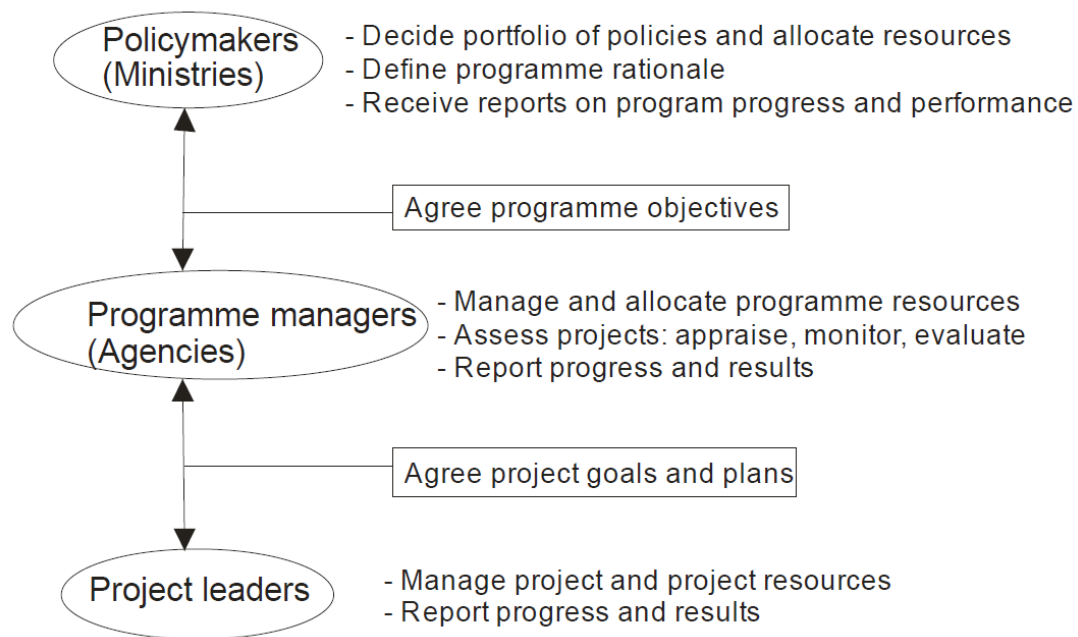 Policymakers
(Ministries)
- Decide portfolio of policies and allocate resources
- Define programme rationale
- Receive reports on program progress and performance
Agree programme objectives
Programme managers
(Agencies)
- Manage and allocate programme resources
- Assess projects: appraise, monitor, evaluate
- Report progress and results
Agree project goals and plans
Project leaders
- Manage project and project resources
- Report progress and results